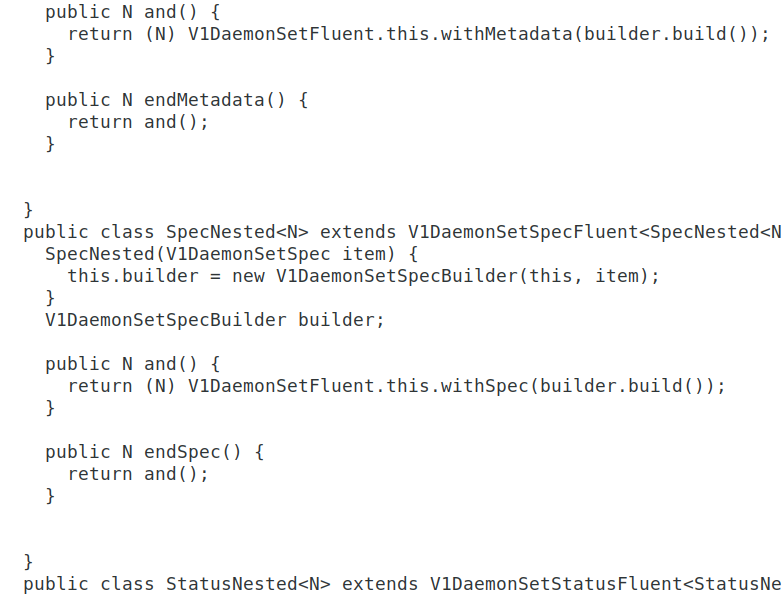 public N and() {
return (N) V1DaemonSetFluent.this.withMetadata(builder.build());
}
public N endMetadata() {
return and();
}
}
public class SpecNested<N> extends V1DaemonSetSpecFluent<SpecNested<N
SpecNested(V1DaemonSetSpec item) {
this.builder = new V1DaemonSetSpecBuilder(this, item);
}
V1DaemonSetSpecBuilder builder;
public N and() {
return (N) V1DaemonSetFluent.this.withSpec(builder.build());
}
public N endSpec() {
return and();
}
}
public class StatusNested<N> extends V1DaemonSetStatusFluent<StatusNe